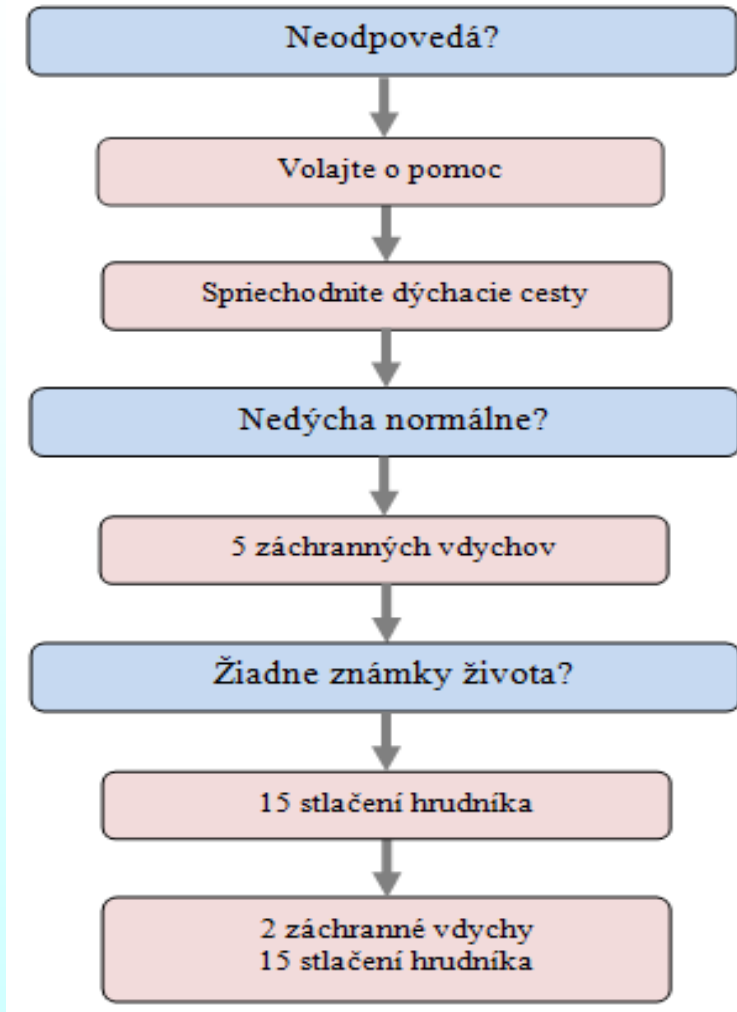 Neodpovedá?
Volajte o pomoc
Spriechodnite dýchacie cesty
Nedýcha normálne?
5 záchranných vdychov
Žiadne známky života?
15 stlačení hrudníka
2 záchranné vdychy
15 stlačení hrudníka